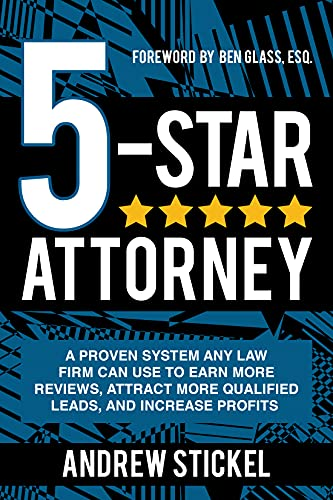 FOREWORD BY BEN GLASS, ESQ.
5-STAR
ATTORNEY
A PROVEN SYSTEM ANY LAW
FIRM CAN USE TO EARN MORE
REVIEWS, ATTRACT MORE QUALIFIED
LEADS, AND INCREASE PROFITS
ANDREW STICKEL